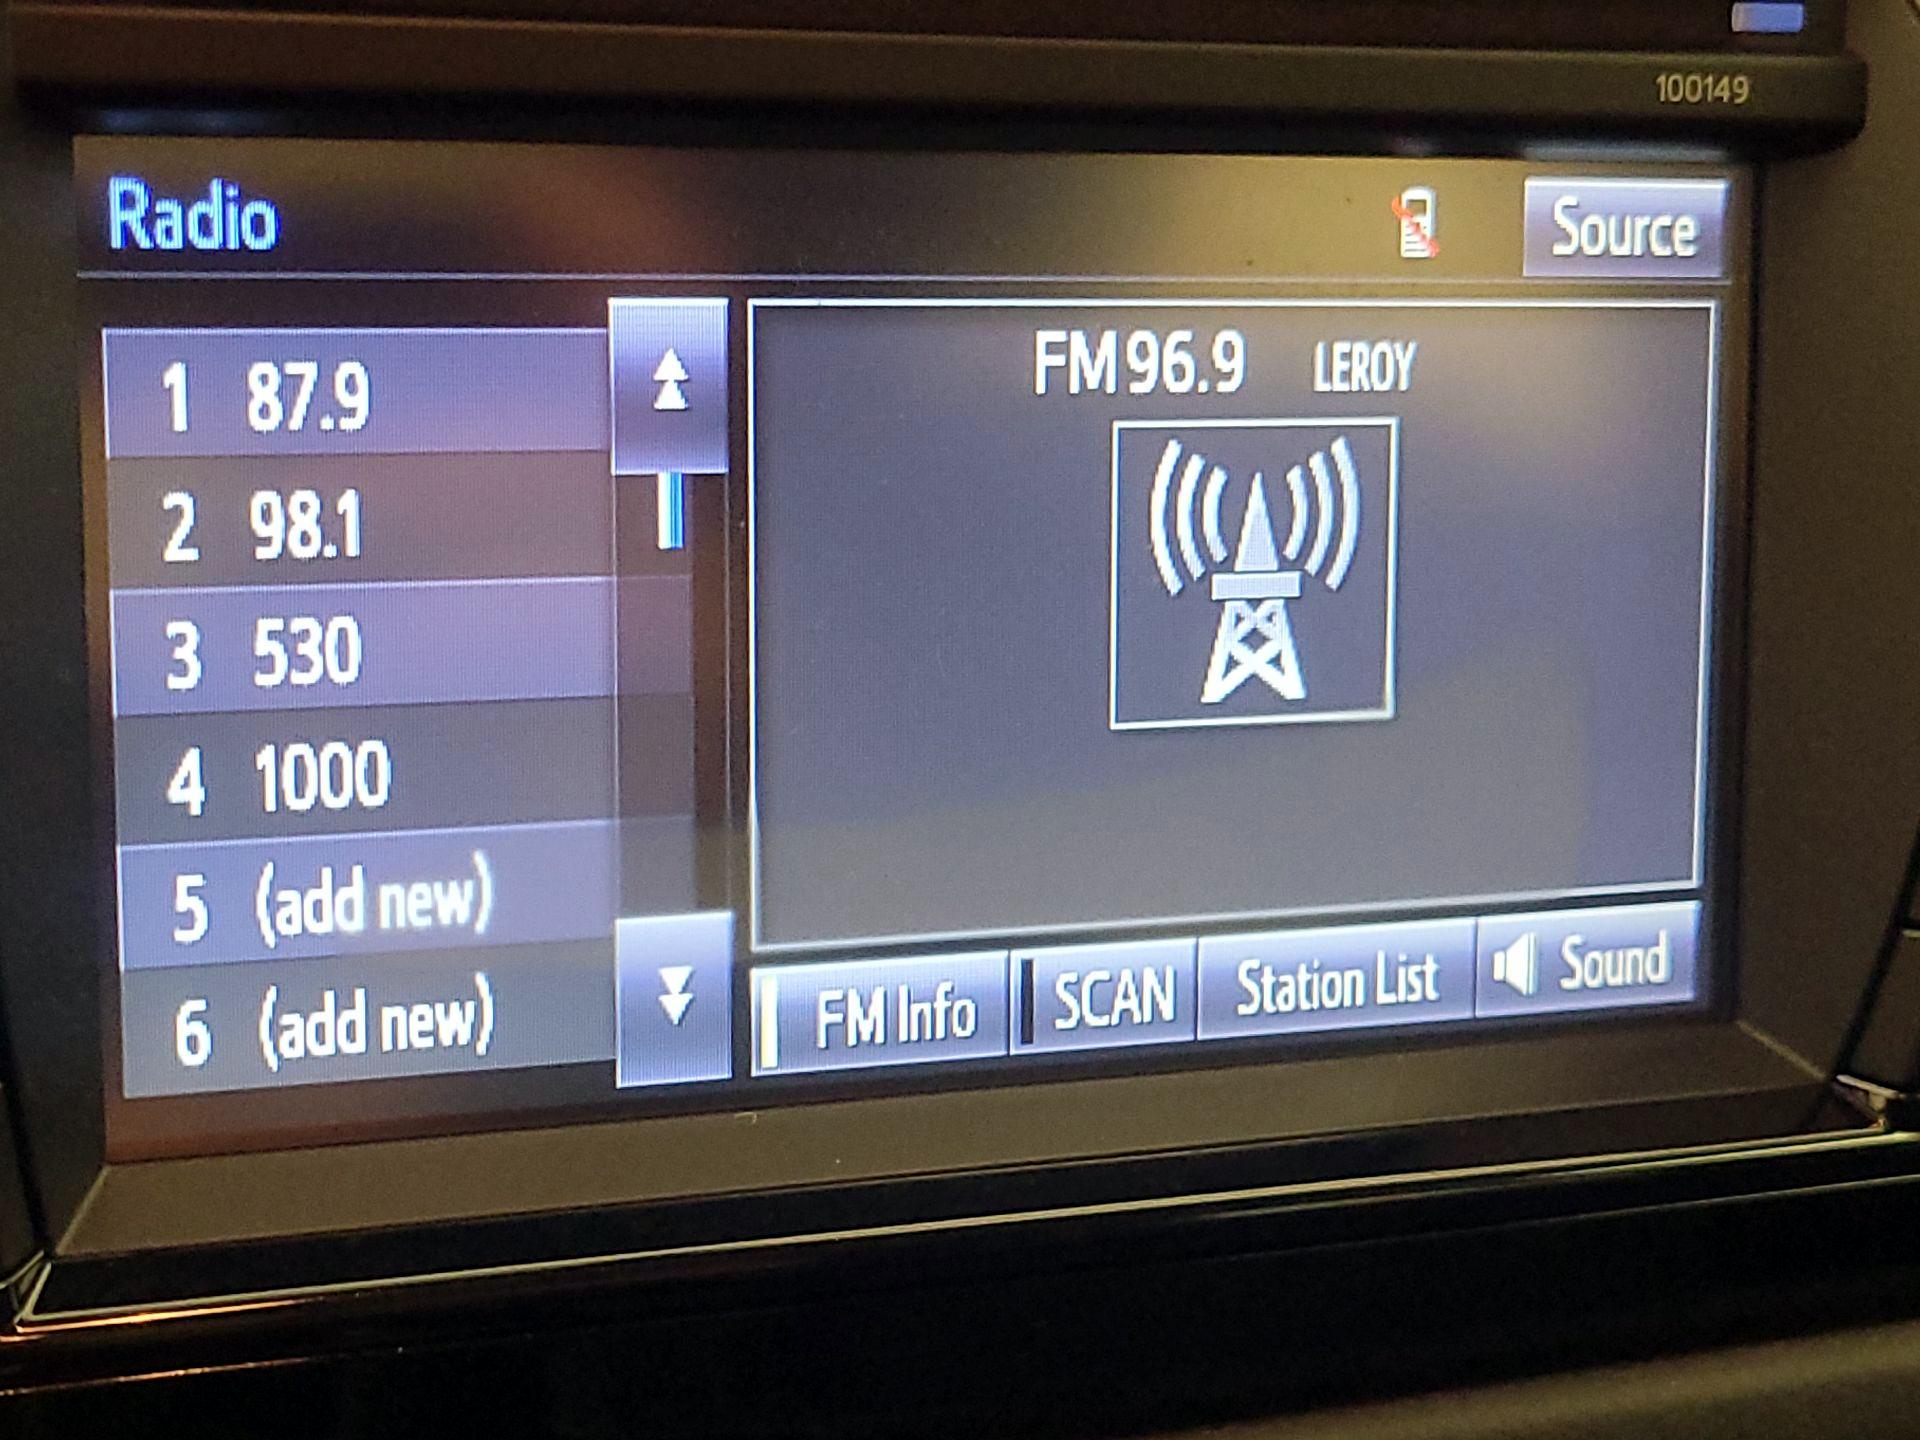 100149
Radio
Source
1 87.9
2 98.1
3 530
4 1000
5 (add new)
6 (add new)
FM 96.9 LEROY
FM Info
SCAN
Station List
Sound